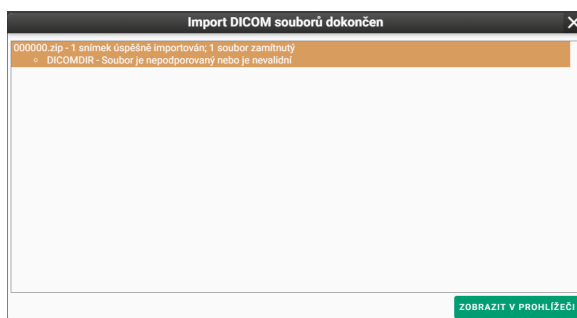 Import DICOM souborů dokončen
000000.zip - 1 snímek úspěšně importován; 1 soubor zamítnutý
DICOMDIR - Soubor je nepodporovaný nebo je nevalidní
ZOBRAZIT V PROHLÍŽEČI